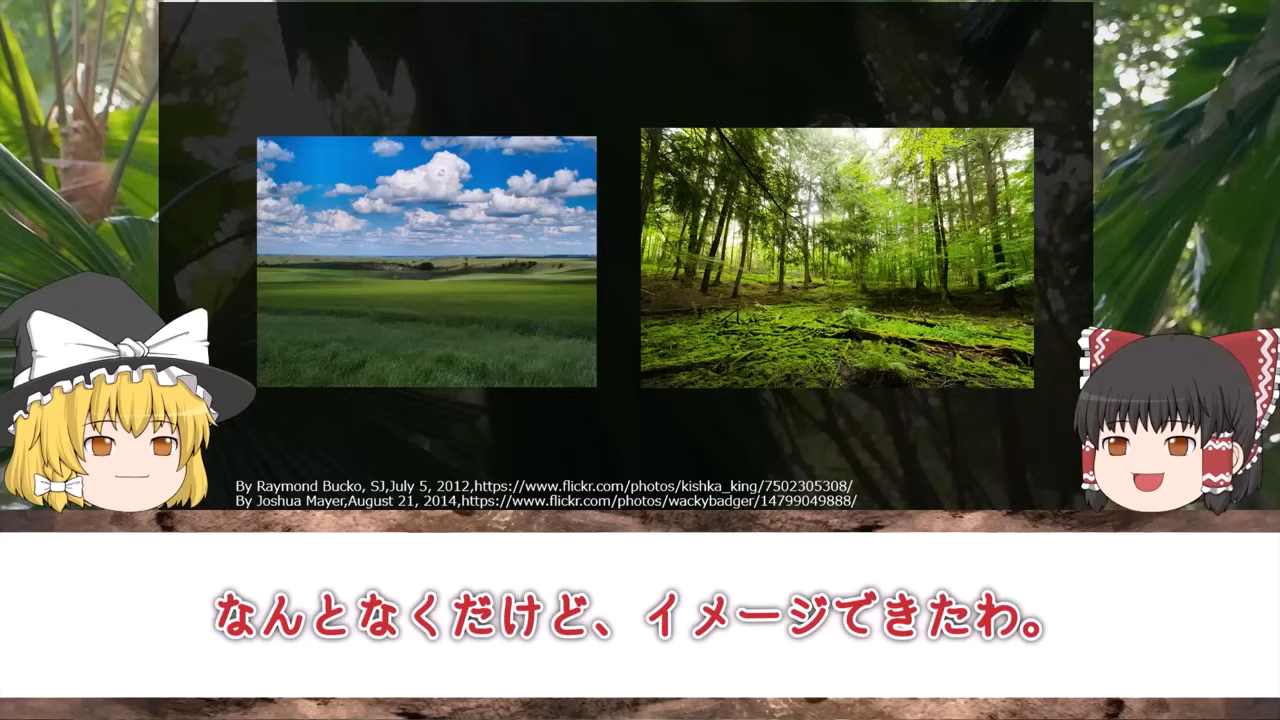 By Raymond Bucko, SJ,July 5, 2012,https://www.flickr.com/photos/kishka_king/7502305308/
By Joshua Mayer,August 21, 2014,https://www.flickr.com/photos/wackybadger/14799049888/
なんとなくだけど、イメージできたわ。